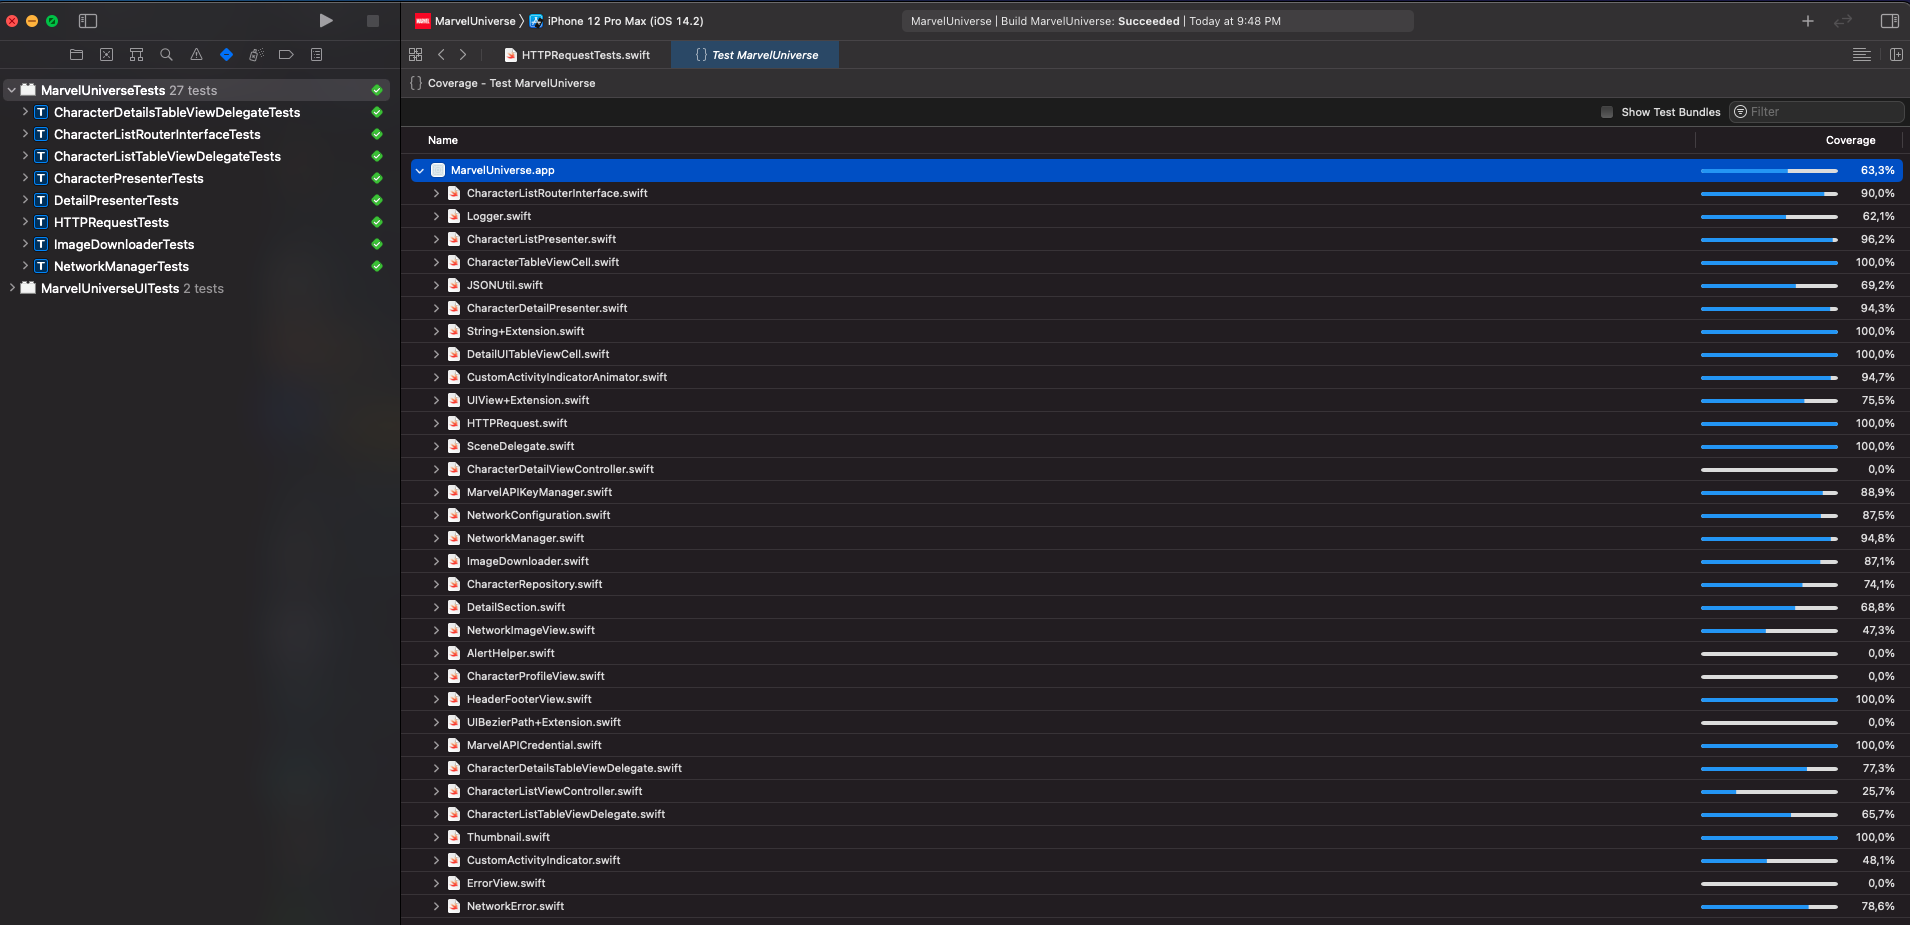 MARVEL MarvelUniverse iPhone 12 Pro Max (iOS 14.2) MarvelUniverse | Build MarvelUniverse: Succeeded | Today at 9:48 PM
HTTPRequestTests.swift {} Test MarvelUniverse
{} Coverage - Test MarvelUniverse
MarvelUniverseTests 27 tests
T CharacterDetailsTableViewDelegateTests
T CharacterListRouterInterfaceTests
T CharacterListTableViewDelegateTests
T CharacterPresenterTests
T DetailPresenterTests
T HTTPRequestTests
T ImageDownloaderTests
T NetworkManagerTests
MarvelUniverseUITests 2 tests
Show Test Bundles Filter
Name Coverage
MarvelUniverse.app 63,3%
CharacterListRouterInterface.swift 90,0%
Logger.swift 62,1%
CharacterListPresenter.swift 96,2%
CharacterTableViewCell.swift 100,0%
JSONUtil.swift 69,2%
CharacterDetailPresenter.swift 94,3%
String+Extension.swift 100,0%
DetailUITableViewCell.swift 100,0%
CustomActivityIndicatorAnimator.swift 94,7%
UIView+Extension.swift 75,5%
HTTPRequest.swift 100,0%
SceneDelegate.swift 100,0%
CharacterDetailViewController.swift 0,0%
MarvelAPIKeyManager.swift 88,9%
NetworkConfiguration.swift 87,5%
NetworkManager.swift 94,8%
ImageDownloader.swift 87,1%
CharacterRepository.swift 74,1%
DetailSection.swift 68,8%
NetworkImageView.swift 47,3%
AlertHelper.swift 0,0%
CharacterProfileView.swift 0,0%
HeaderFooterView.swift 100,0%
UIBezierPath+Extension.swift 0,0%
MarvelAPICredential.swift 100,0%
CharacterDetailsTableViewDelegate.swift 77,3%
CharacterListViewController.swift 25,7%
CharacterListTableViewDelegate.swift 65,7%
Thumbnail.swift 100,0%
CustomActivityIndicator.swift 48,1%
ErrorView.swift 0,0%
NetworkError.swift 78,6%